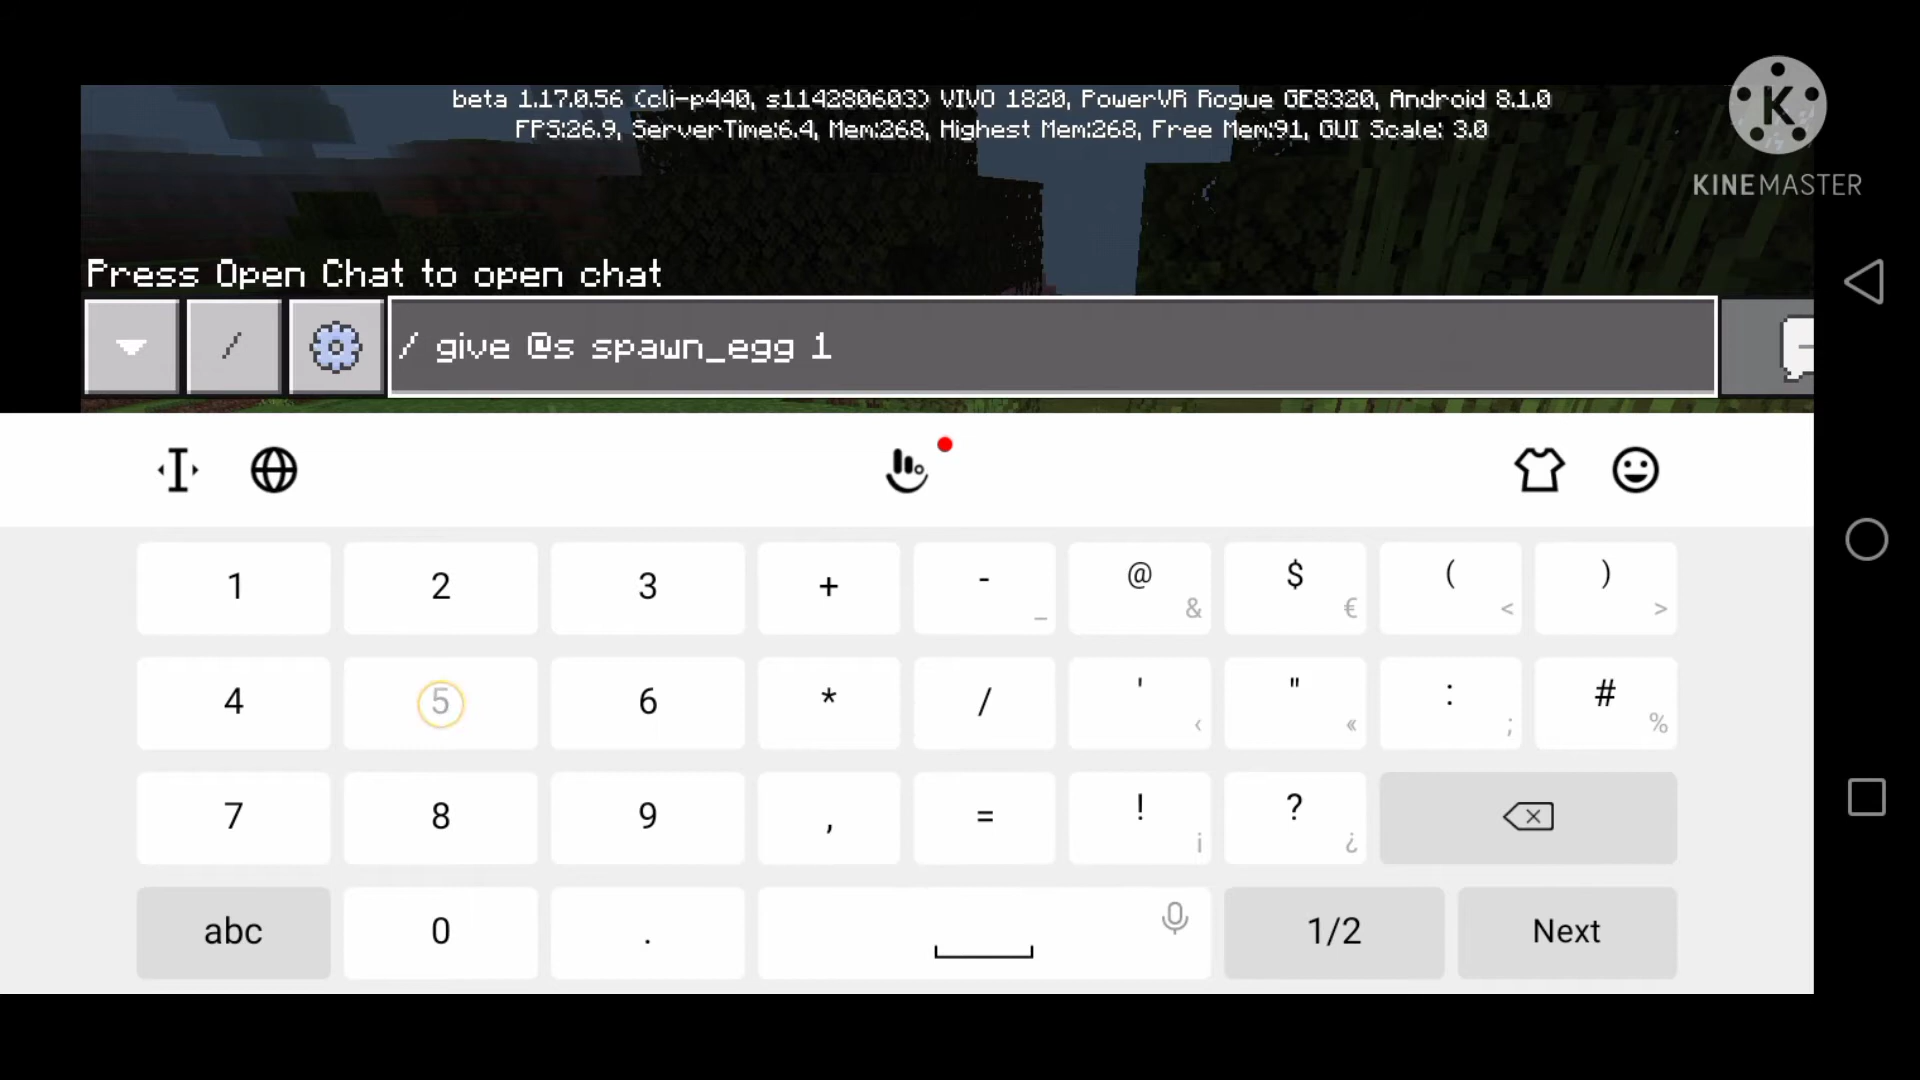 beta 1.17.0.56 (cli-p440, s114280603) VIVO 1820, PowerVR Rogue GE8320, Android 8.1.0
FPS:26.9, ServerTime:6.4, Mem:268, Highest Mem:268, Free Mem:91, GUI Scale: 3.0
K
KINEMASTER
Press Open Chat to open chat
/ / give @s spawn_egg 1
1 2 3 + - _ @ & $ € ( < ) >
4 5 6 * / ' ‹ " « : ; # %
7 8 9 , = ! ¡ ? ¿
abc 0 . 1/2 Next